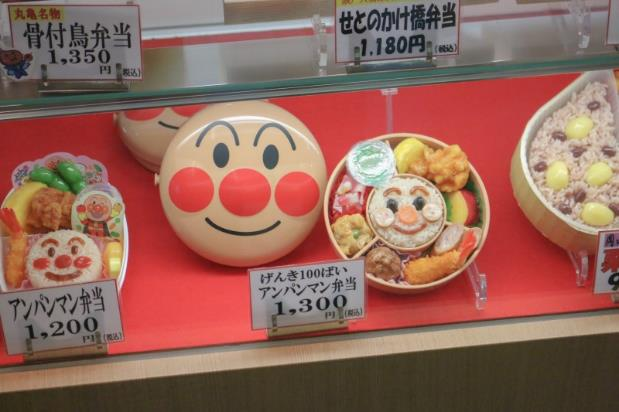 丸亀名物
骨付鳥弁当
1,350
円(税込)
せとのかけ橋弁当
1,180円(税込)
アンパンマン弁当
1,200
円(税込)
げんき100ばい
アンパンマン弁当
1,300
円(税込)